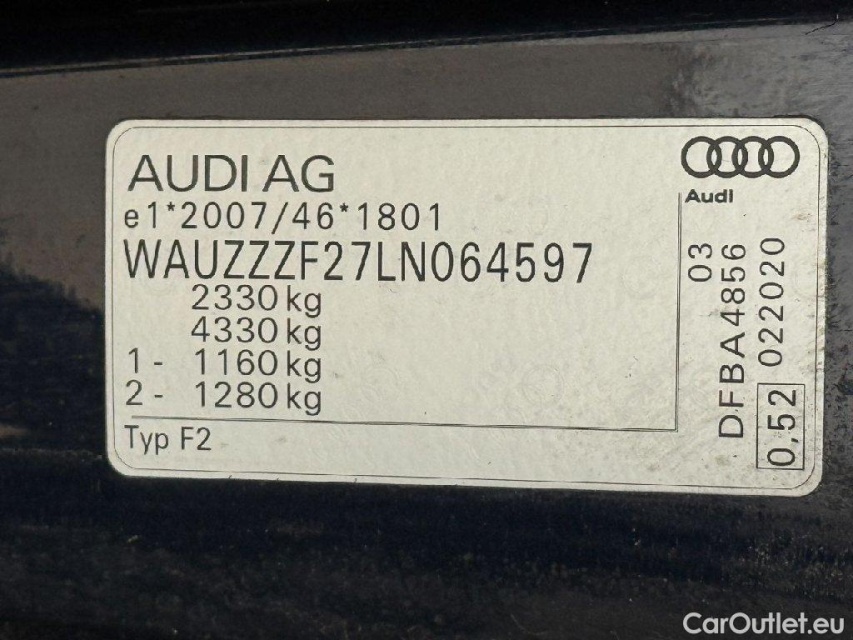 AUDI AG
e1*2007/46*1801
WAUZZZF27LN064597
2330 kg
4330 kg
1 - 1160 kg
2 - 1280 kg
Typ F2
Audi
03
DFBA4856
022020
0,52
CarOutlet.eu